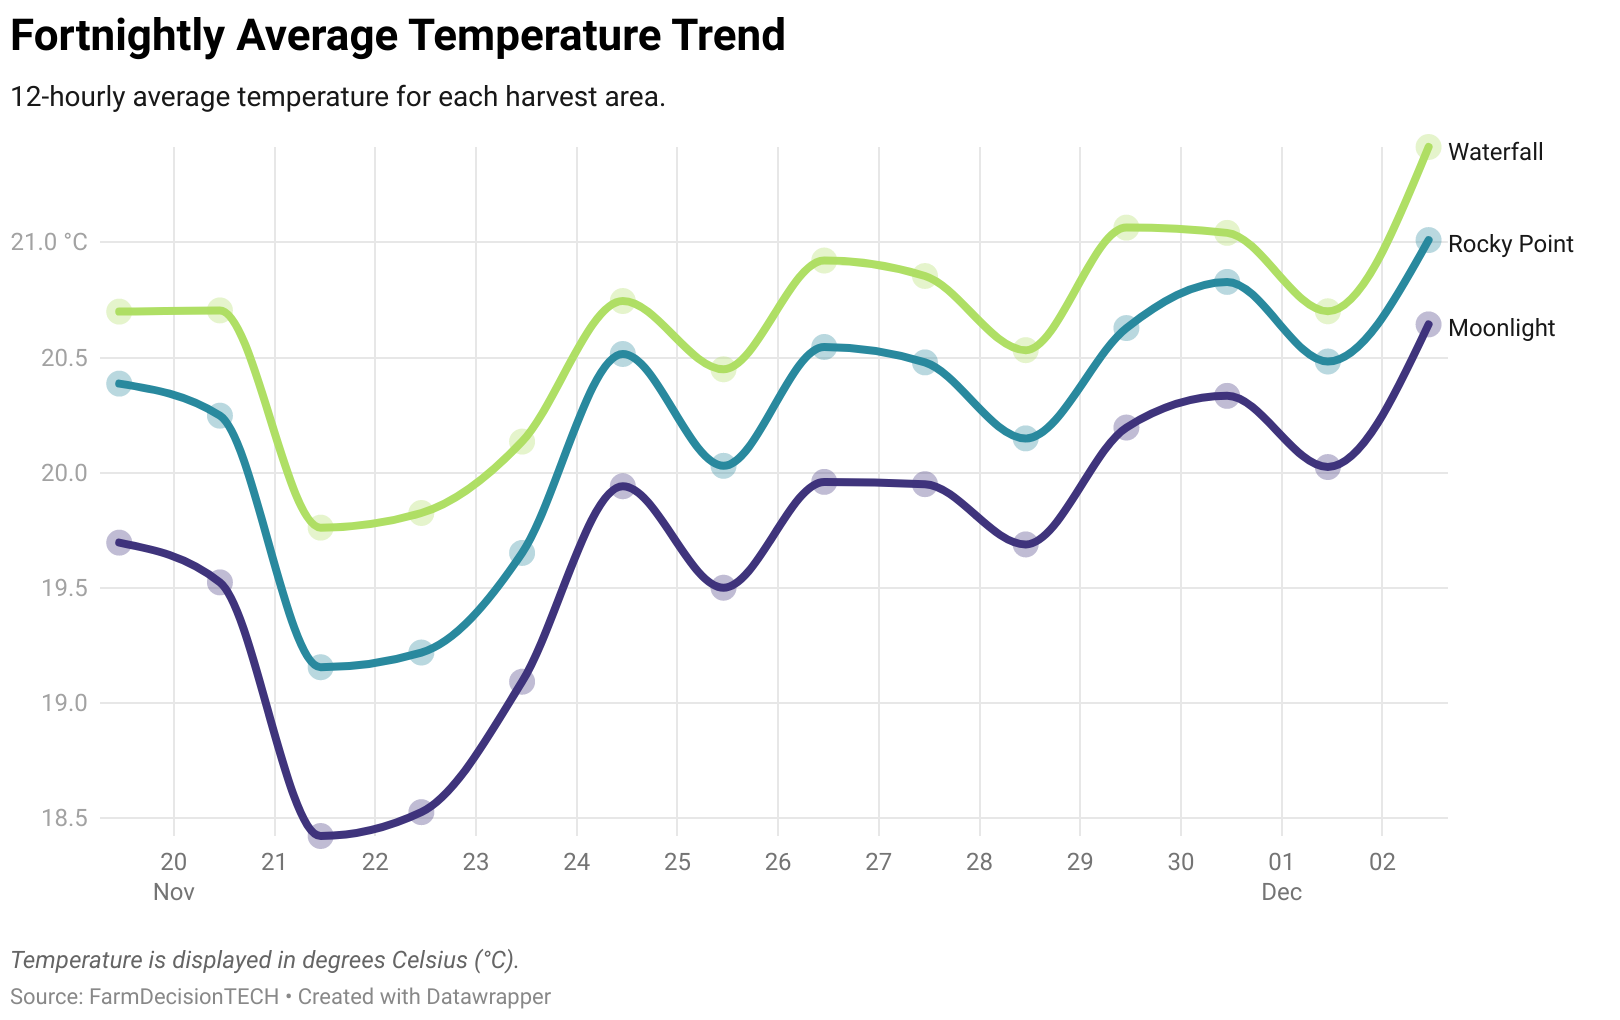 Fortnightly Average Temperature Trend
12-hourly average temperature for each harvest area.
Waterfall
21.0 °C
Rocky Point
Moonlight
20.5
20.0
19.5
19.0
18.5
20 21 22 23 24 25 26 27 28 29 30 01 02
Nov Dec
Temperature is displayed in degrees Celsius (°C).
Source: FarmDecisionTECH • Created with Datawrapper